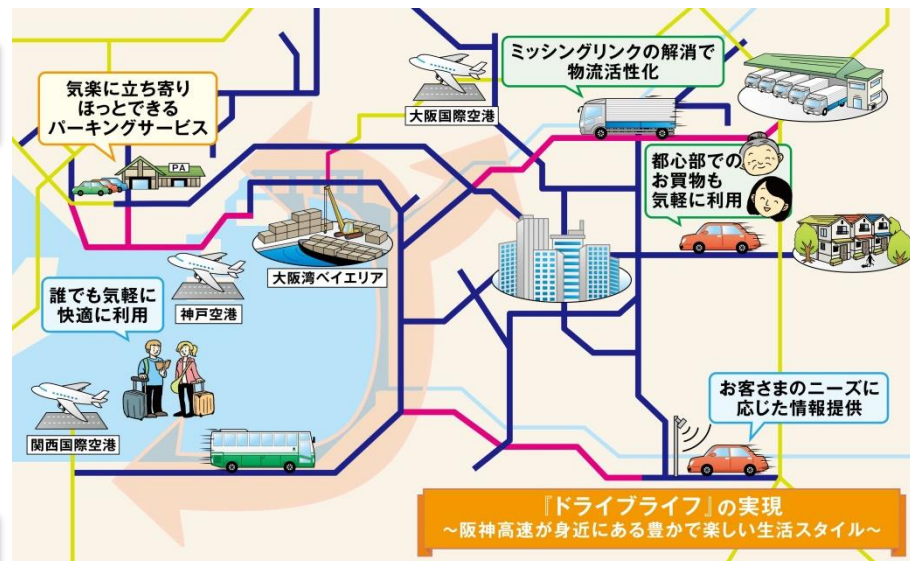 気楽に立ち寄り
ほっとできる
パーキングサービス
PA
大阪国際空港
ミッシングリンクの解消で
物流活性化
都心部での
お買物も
気軽に利用
大阪湾ベイエリア
神戸空港
誰でも気軽に
快適に利用
関西国際空港
お客さまのニーズに
応じた情報提供
『ドライブライフ』の実現
～阪神高速が身近にある豊かで楽しい生活スタイル～